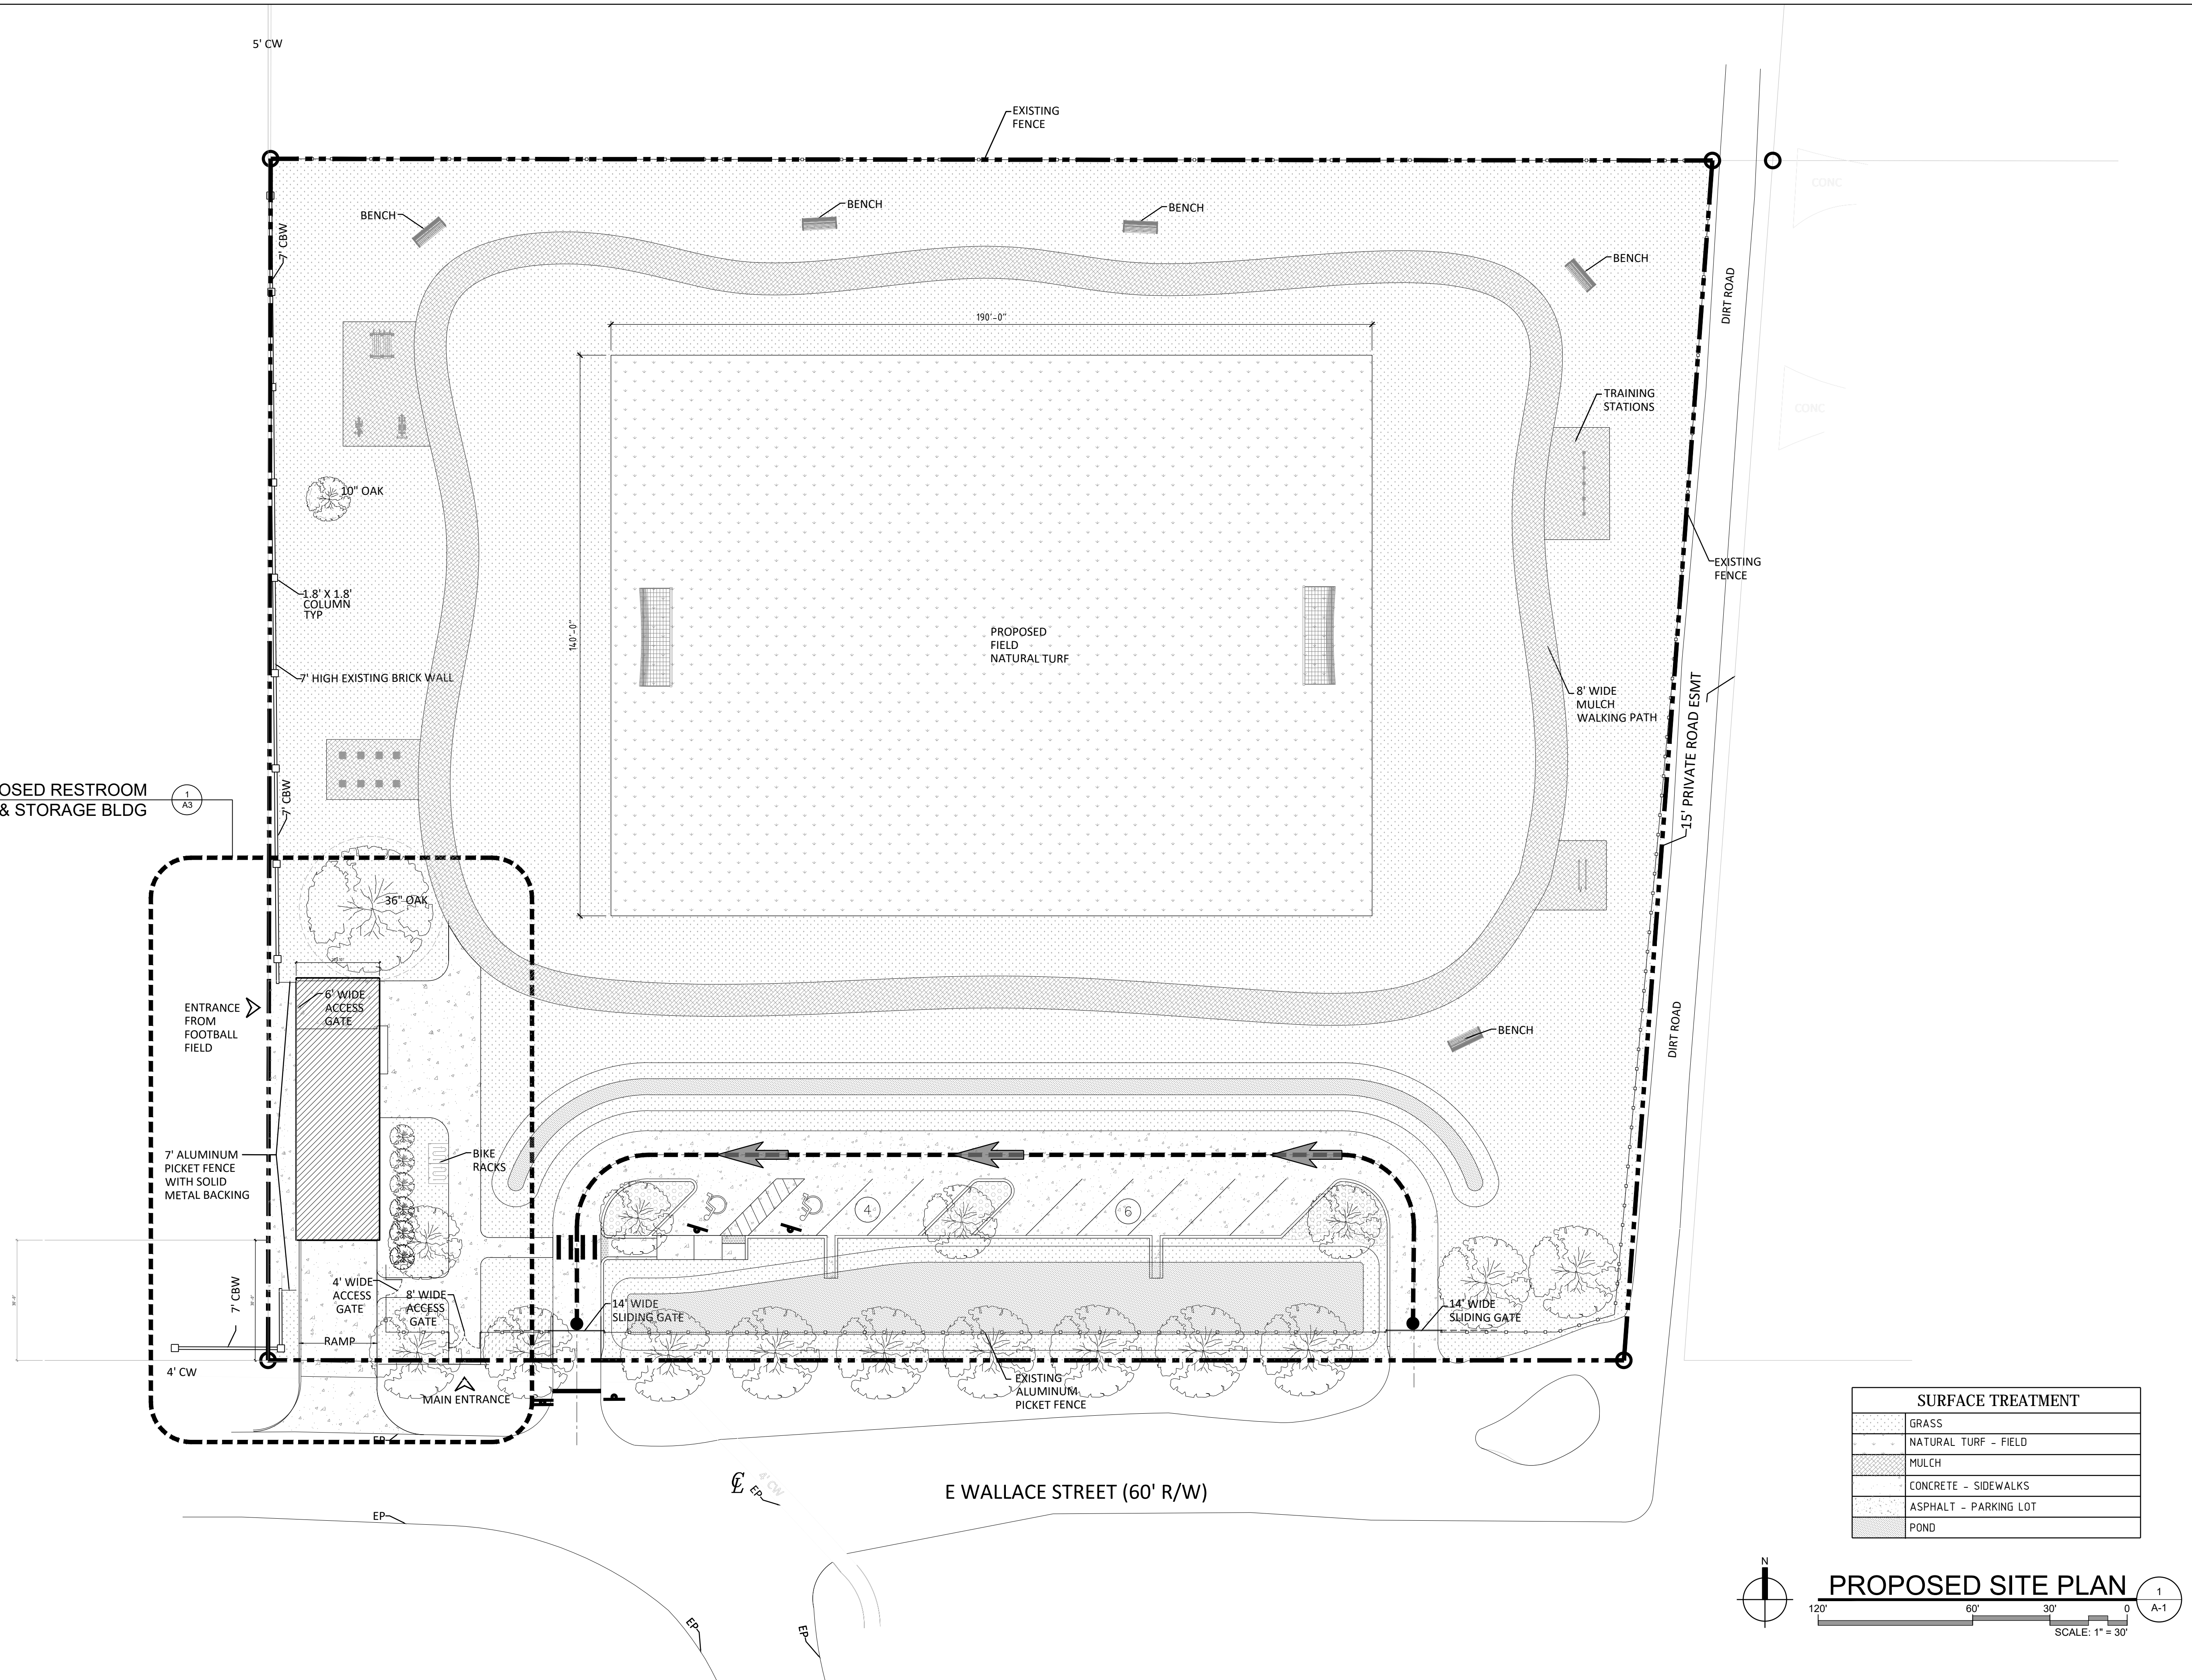 5' CW
EXISTING
FENCE
CONC
BENCH
BENCH
BENCH
7' CBW
BENCH
DIRT ROAD
190'-0"
TRAINING
STATIONS
CONC
10" OAK
EXISTING
FENCE
1.8' X 1.8'
COLUMN
TYP
140'-0"
PROPOSED
FIELD
NATURAL TURF
7' HIGH EXISTING BRICK WALL
8' WIDE
MULCH
WALKING PATH
15' PRIVATE ROAD ESMT
OSED RESTROOM
& STORAGE BLDG
1
A3
7' CBW
36" OAK
6' WIDE
ACCESS
GATE
ENTRANCE
FROM
FOOTBALL
FIELD
BENCH
DIRT ROAD
7' ALUMINUM
PICKET FENCE
WITH SOLID
METAL BACKING
BIKE
RACKS
4
6
4' WIDE
ACCESS
GATE
8' WIDE
ACCESS
GATE
7' CBW
14' WIDE
SLIDING GATE
14' WIDE
SLIDING GATE
RAMP
4' CW
MAIN ENTRANCE
EXISTING
ALUMINUM
PICKET FENCE
EP
SURFACE TREATMENT
GRASS
NATURAL TURF - FIELD
MULCH
CONCRETE - SIDEWALKS
ASPHALT - PARKING LOT
POND
℄
4' CW
EP
E WALLACE STREET (60' R/W)
EP
EP
EP
N
PROPOSED SITE PLAN
1
A-1
120'
60'
30'
0
SCALE: 1" = 30'